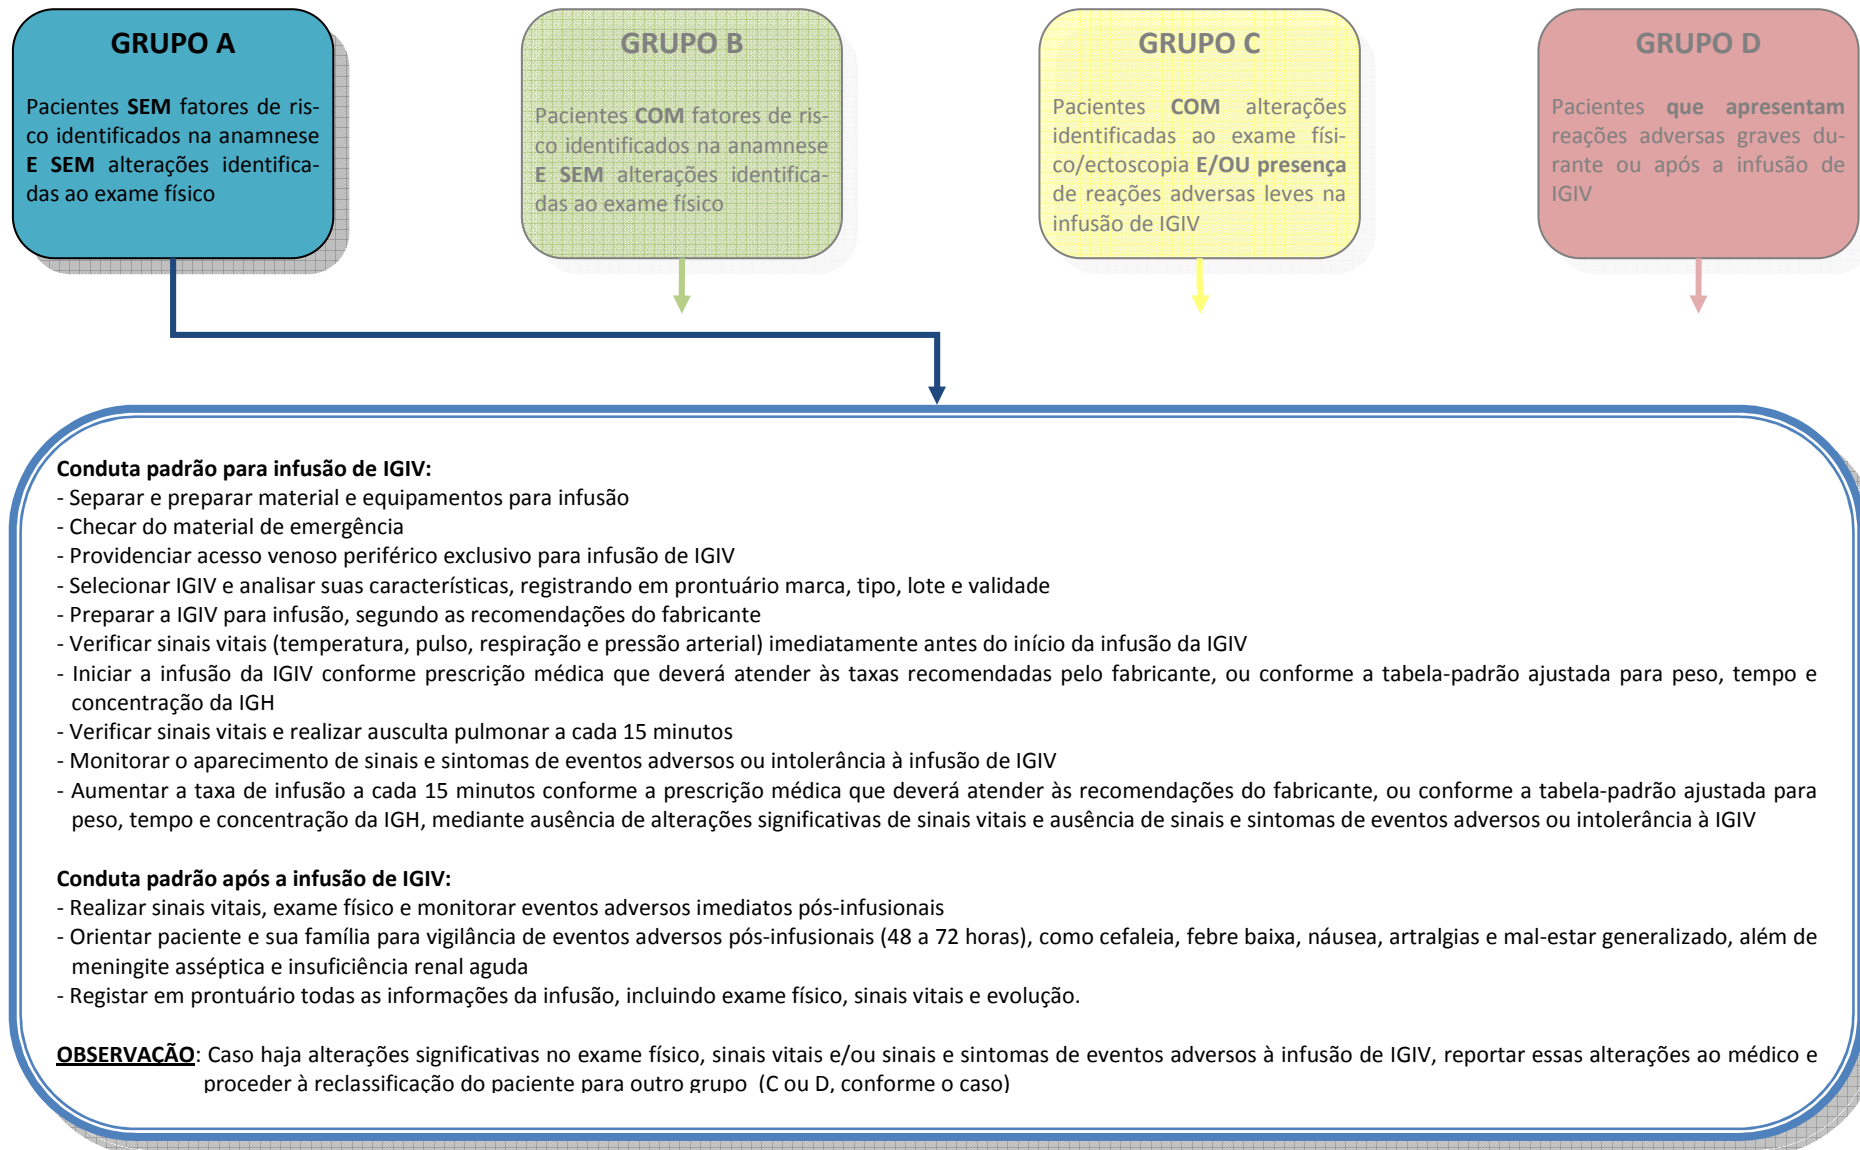 GRUPO A
Pacientes SEM fatores de ris-
co identificados na anamnese
E SEM alterações identifica-
das ao exame físico
GRUPO B
Pacientes COM fatores de ris-
co identificados na anamnese
E SEM alterações identifica-
das ao exame físico
GRUPO C
Pacientes COM alterações
identificadas ao exame físi-
co/ectoscopia E/OU presença
de reações adversas leves na
infusão de IGIV
GRUPO D
Pacientes que apresentam
reações adversas graves du-
rante ou após a infusão de
IGIV
Conduta padrão para infusão de IGIV:
- Separar e preparar material e equipamentos para infusão
- Checar do material de emergência
- Providenciar acesso venoso periférico exclusivo para infusão de IGIV
- Selecionar IGIV e analisar suas características, registrando em prontuário marca, tipo, lote e validade
- Preparar a IGIV para infusão, segundo as recomendações do fabricante
- Verificar sinais vitais (temperatura, pulso, respiração e pressão arterial) imediatamente antes do início da infusão da IGIV
- Iniciar a infusão da IGIV conforme prescrição médica que deverá atender às taxas recomendadas pelo fabricante, ou conforme a tabela-padrão ajustada para peso, tempo e
concentração da IGH
- Verificar sinais vitais e realizar ausculta pulmonar a cada 15 minutos
- Monitorar o aparecimento de sinais e sintomas de eventos adversos ou intolerância à infusão de IGIV
- Aumentar a taxa de infusão a cada 15 minutos conforme a prescrição médica que deverá atender às recomendações do fabricante, ou conforme a tabela-padrão ajustada para
peso, tempo e concentração da IGH, mediante ausência de alterações significativas de sinais vitais e ausência de sinais e sintomas de eventos adversos ou intolerância à IGIV
Conduta padrão após a infusão de IGIV:
- Realizar sinais vitais, exame físico e monitorar eventos adversos imediatos pós-infusionais
- Orientar paciente e sua família para vigilância de eventos adversos pós-infusionais (48 a 72 horas), como cefaleia, febre baixa, náusea, artralgias e mal-estar generalizado, além de
meningite asséptica e insuficiência renal aguda
- Registar em prontuário todas as informações da infusão, incluindo exame físico, sinais vitais e evolução.
OBSERVAÇÃO: Caso haja alterações significativas no exame físico, sinais vitais e/ou sinais e sintomas de eventos adversos à infusão de IGIV, reportar essas alterações ao médico e
proceder à reclassificação do paciente para outro grupo (C ou D, conforme o caso)